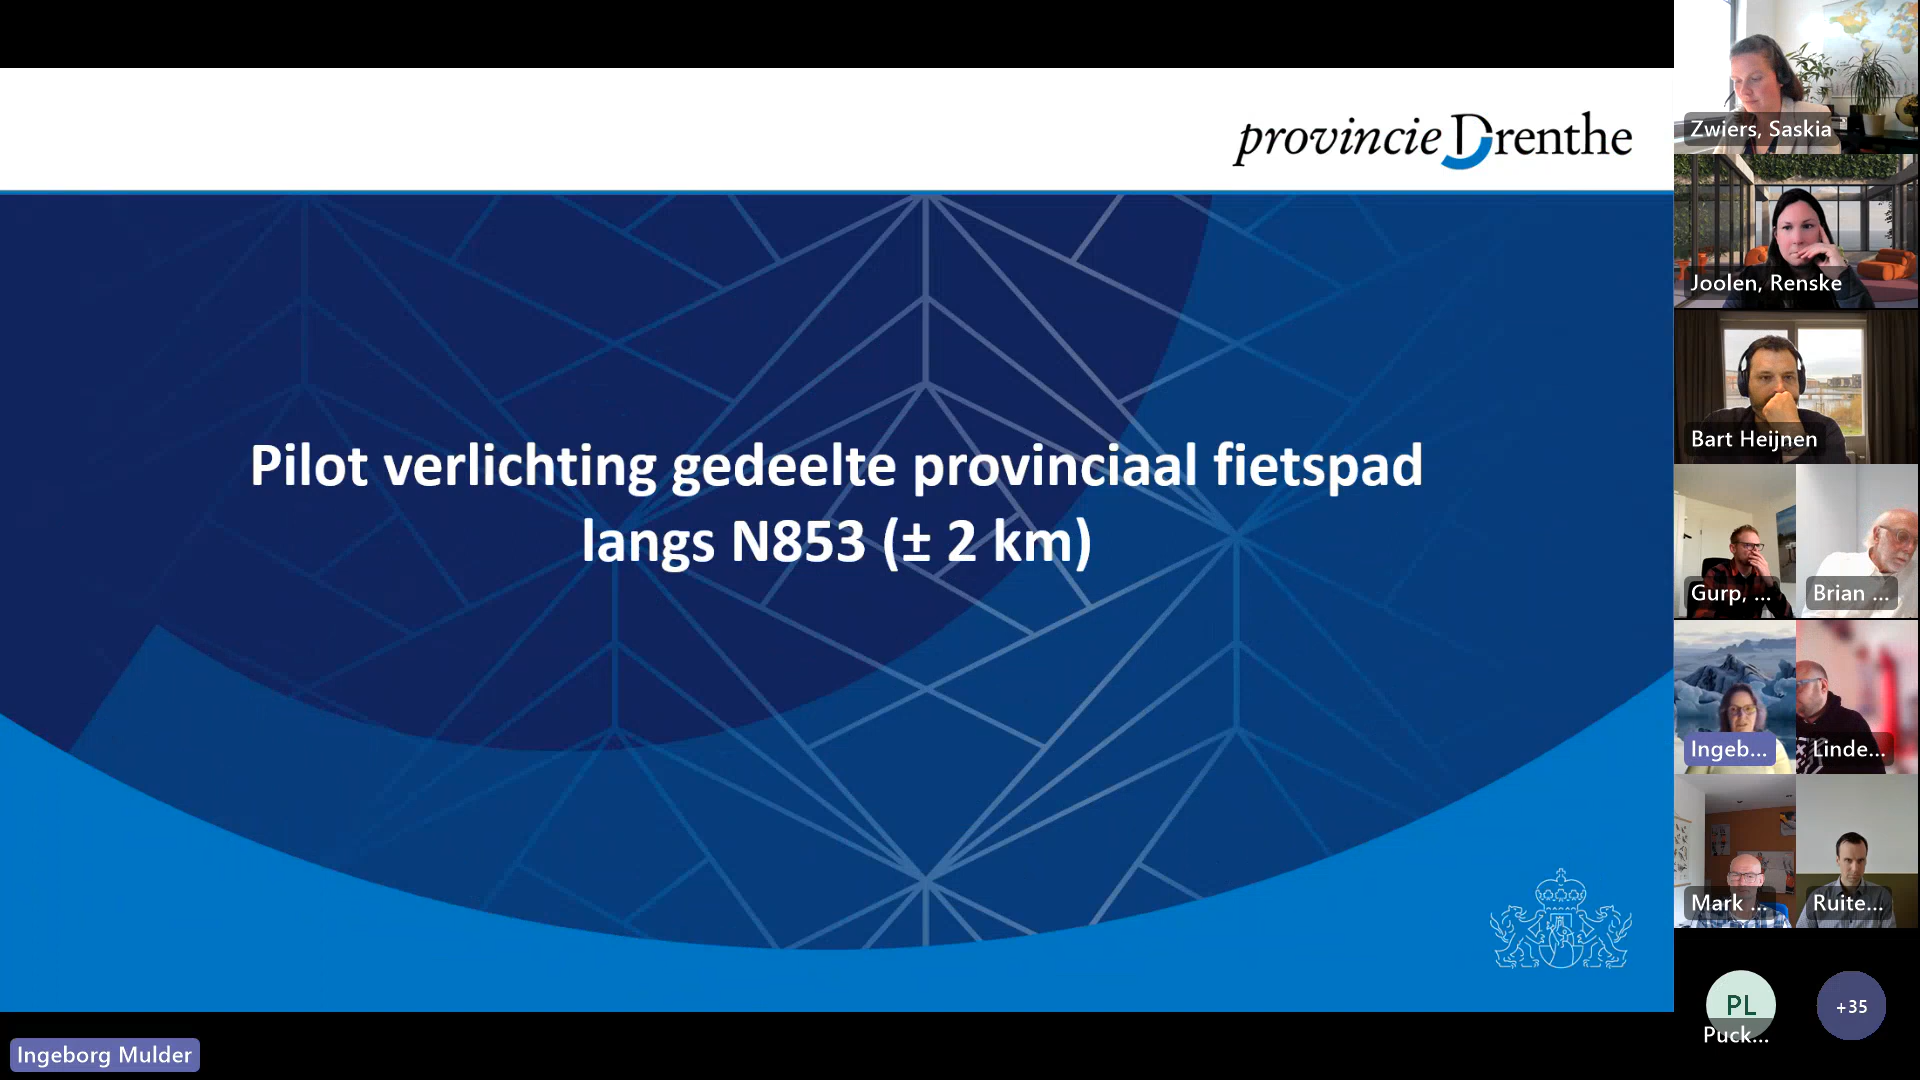 provincie Drenthe
Pilot verlichting gedeelte provinciaal fietspad
langs N853 (± 2 km)
Ingeborg Mulder
Zwiers, Saskia
Joolen, Renske
Bart Heijnen
Gurp, ...
Brian ...
Ingeb...
Linde...
Mark ...
Ruite...
PL
Puck...
+35